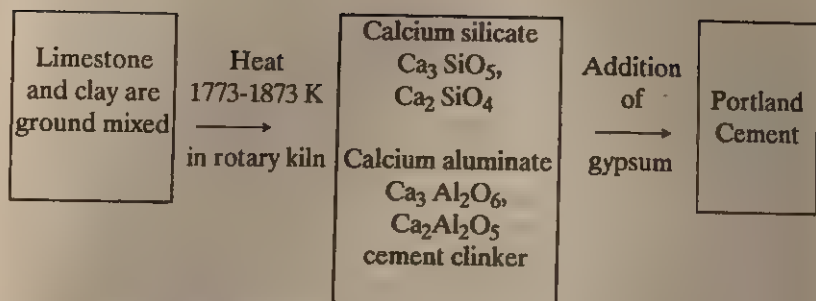 Limestone
and clay are
ground mixed
Heat
1773-1873 K
in rotary kiln
Calcium silicate
Ca₃ SiO₅,
Ca₂ SiO₄
Calcium aluminate
Ca₃ Al₂O₆,
Ca₂Al₂O₅
cement clinker
Addition
of
gypsum
Portland
Cement